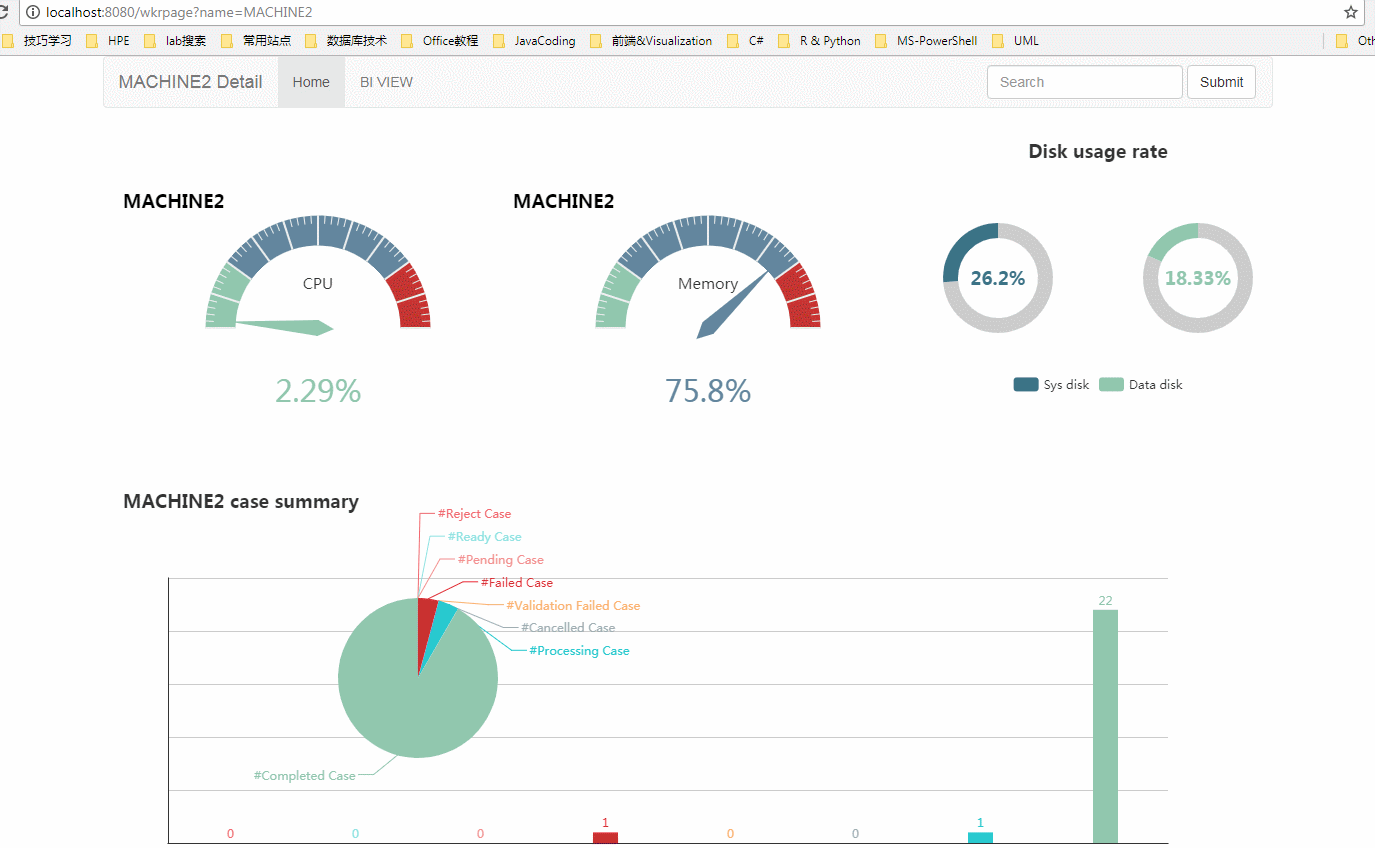 localhost:8080/wkrpage?name=MACHINE2
技巧学习 HPE lab搜索 常用站点 数据库技术 Office教程 JavaCoding 前端&Visualization C# R & Python MS-PowerShell UML Oth
MACHINE2 Detail Home BI VIEW Search Submit
Disk usage rate
MACHINE2 MACHINE2
CPU Memory 26.2% 18.33%
2.29% 75.8% Sys disk Data disk
MACHINE2 case summary
#Reject Case
#Ready Case
#Pending Case
#Failed Case
#Validation Failed Case
#Cancelled Case
#Processing Case
#Completed Case
22
0 0 0 1 0 0 1